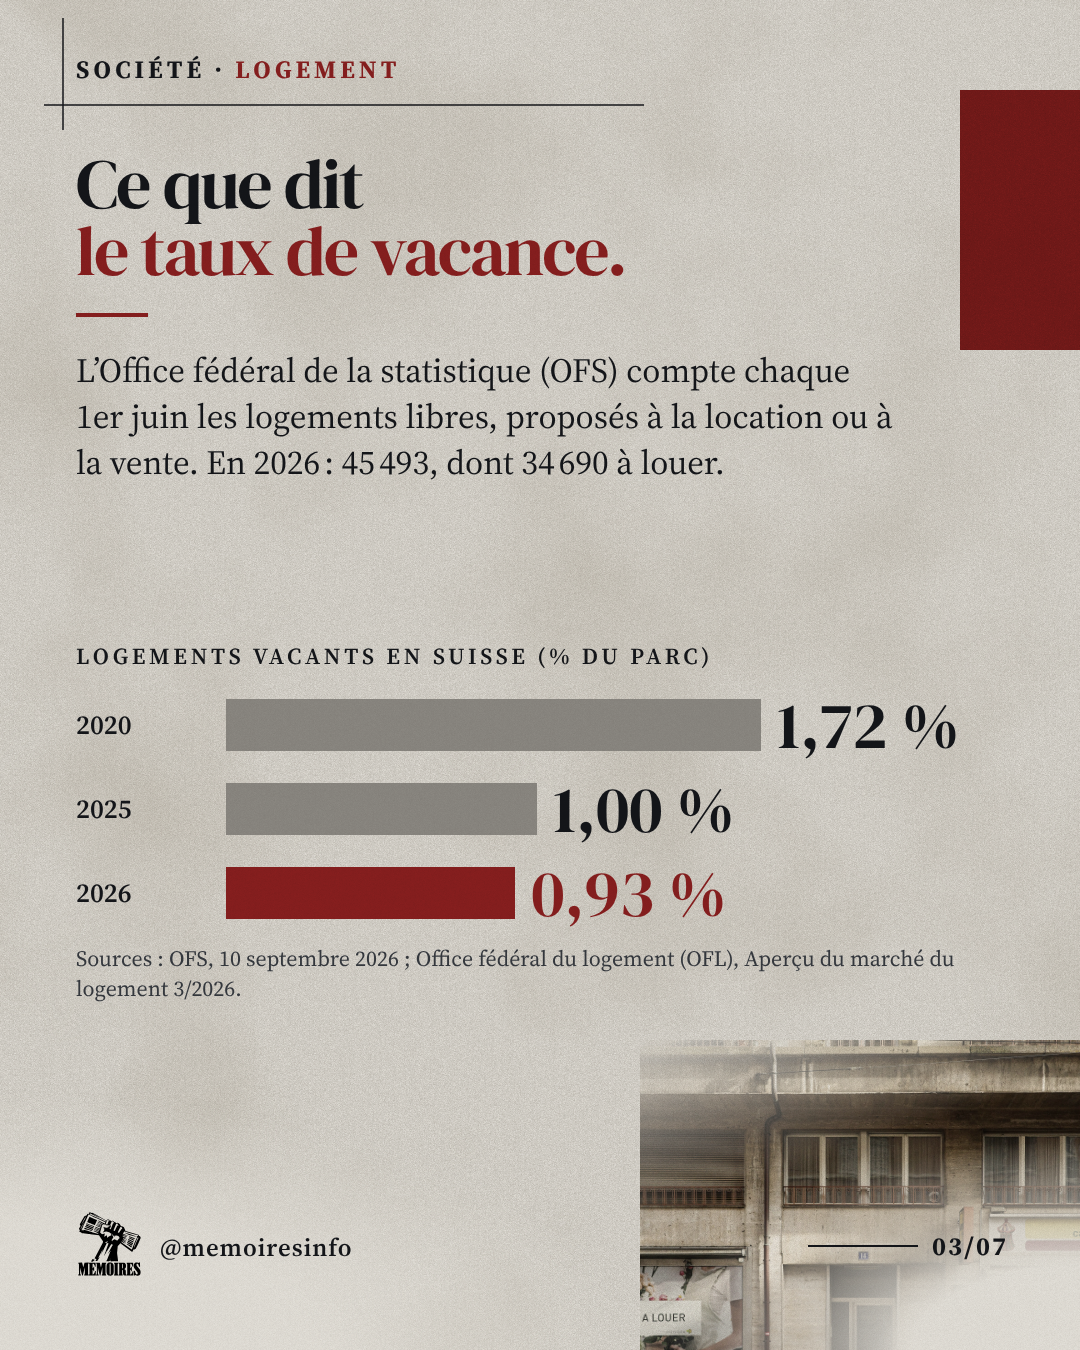 SOCIÉTÉ · LOGEMENT
Ce que dit
le taux de vacance.
L’Office fédéral de la statistique (OFS) compte chaque
1er juin les logements libres, proposés à la location ou à
la vente. En 2026 : 45 493, dont 34 690 à louer.
LOGEMENTS VACANTS EN SUISSE (% DU PARC)
2020 1,72 %
2025 1,00 %
2026 0,93 %
Sources : OFS, 10 septembre 2026 ; Office fédéral du logement (OFL), Aperçu du marché du
logement 3/2026.
A LOUER
MÉMOIRES
@memoiresinfo
03/07